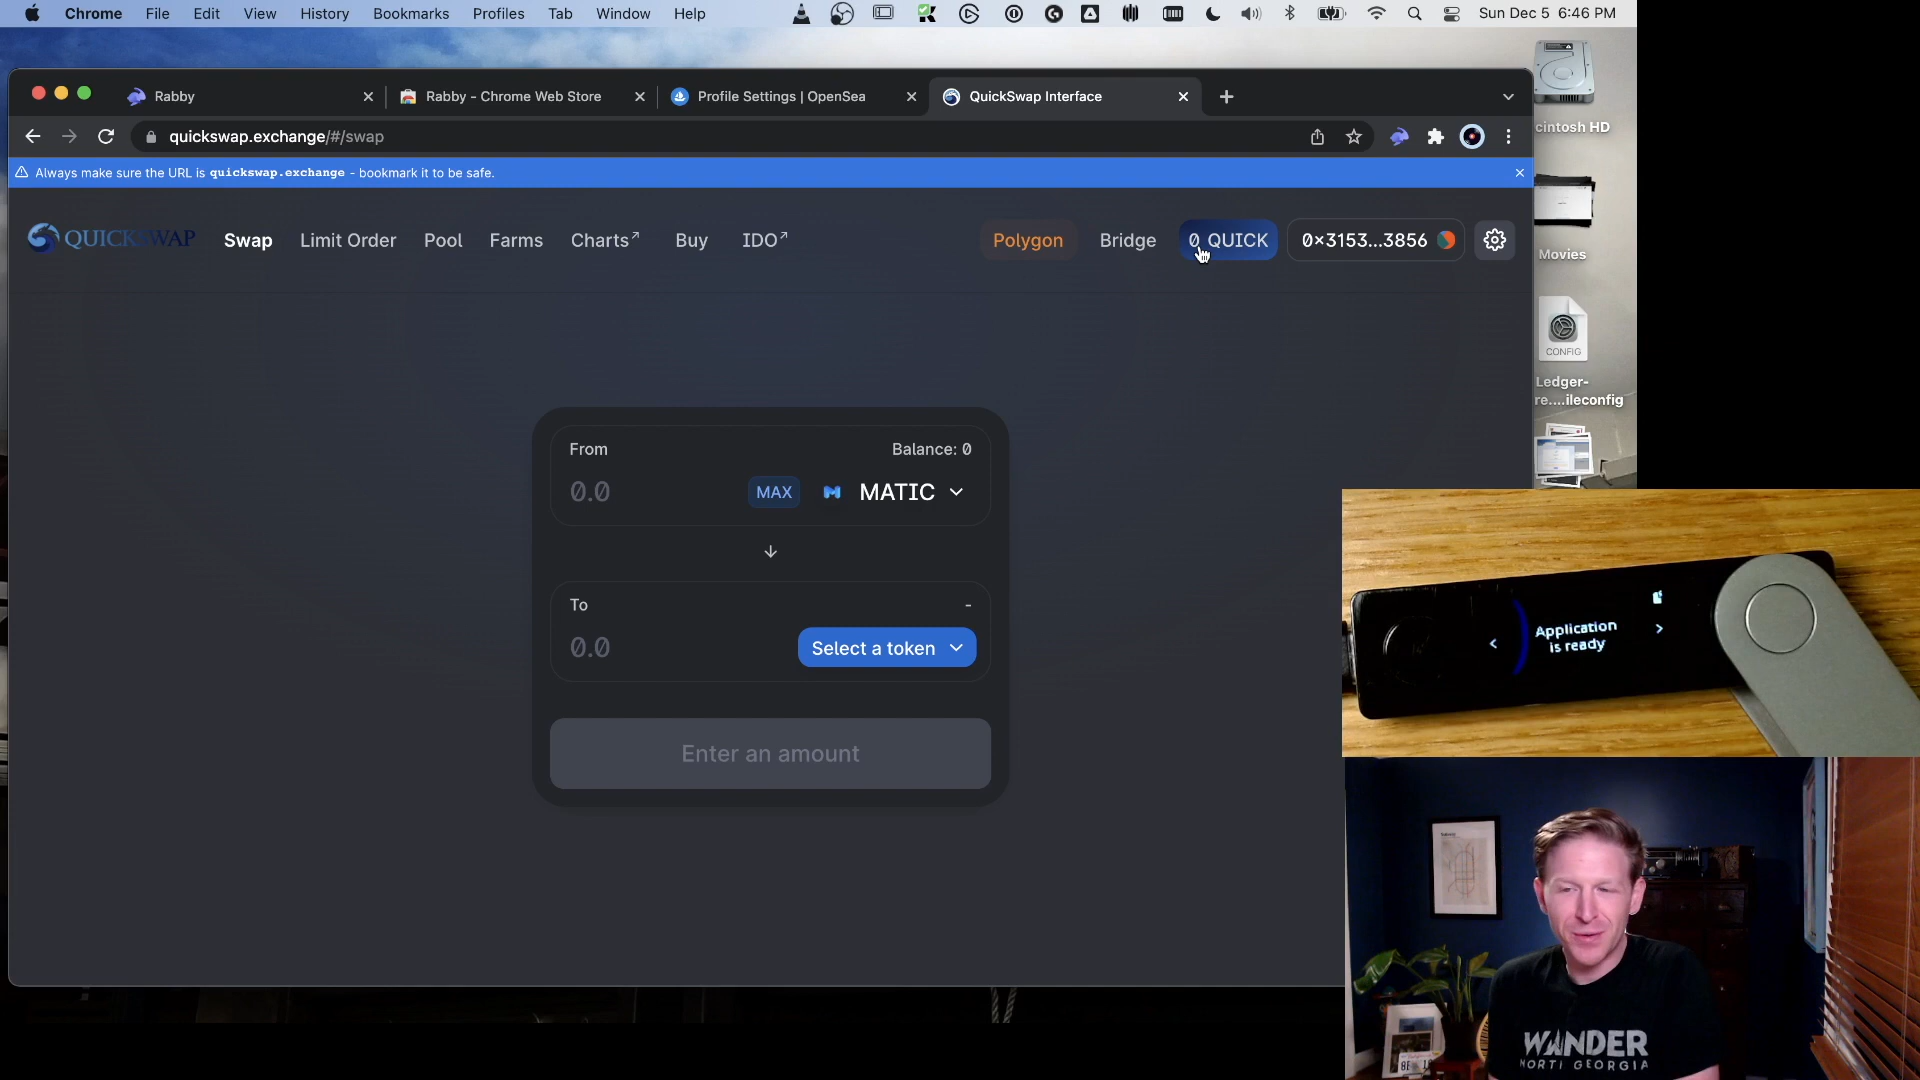 Chrome File Edit View History Bookmarks Profiles Tab Window Help Sun Dec 5 6:46 PM
Rabby
Rabby - Chrome Web Store
Profile Settings | OpenSea
QuickSwap Interface
quickswap.exchange/#/swap
Always make sure the URL is quickswap.exchange - bookmark it to be safe.
QUICKSWAP
Swap Limit Order Pool Farms Charts↗ Buy IDO↗ Polygon Bridge 0 QUICK 0×3153...3856
From Balance: 0
0.0 MAX MATIC
To -
0.0 Select a token
Enter an amount
cintosh HD
Movies
CONFIG
Ledger-
re....ileconfig
Application
is ready
WANDER
NORTH GEORGIA